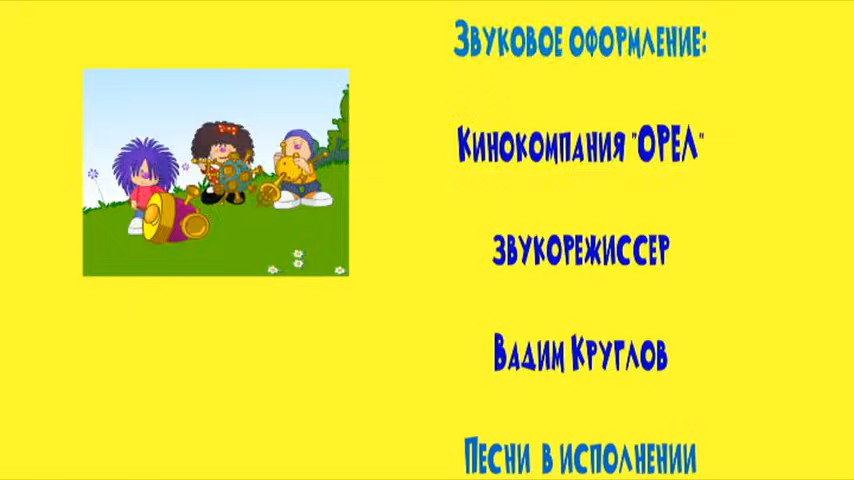 Звуковое оформление:
Кинокомпания "ОРЕЛ"
звукорежиссер
Вадим Круглов
Песни в исполнении